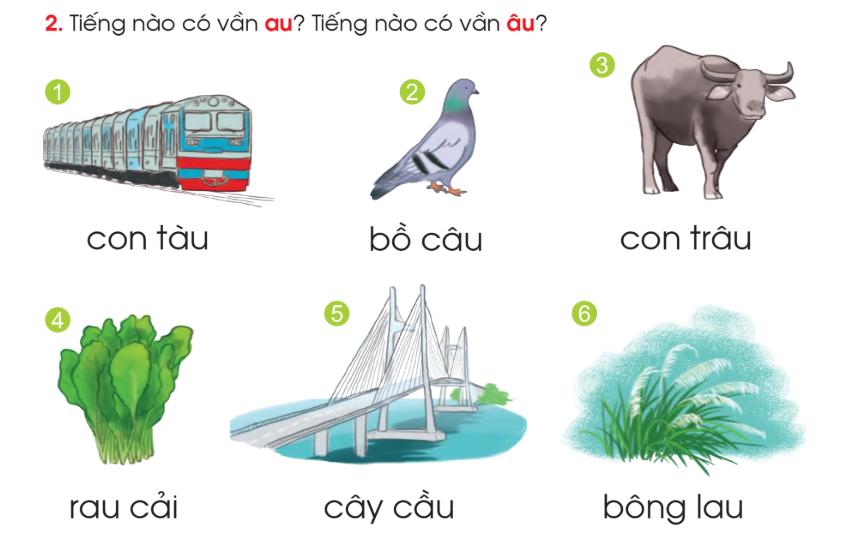 2. Tiếng nào có vần au? Tiếng nào có vần âu?
1
2
3
con tàu
bồ câu
con trâu
4
5
6
rau cải
cây cầu
bông lau